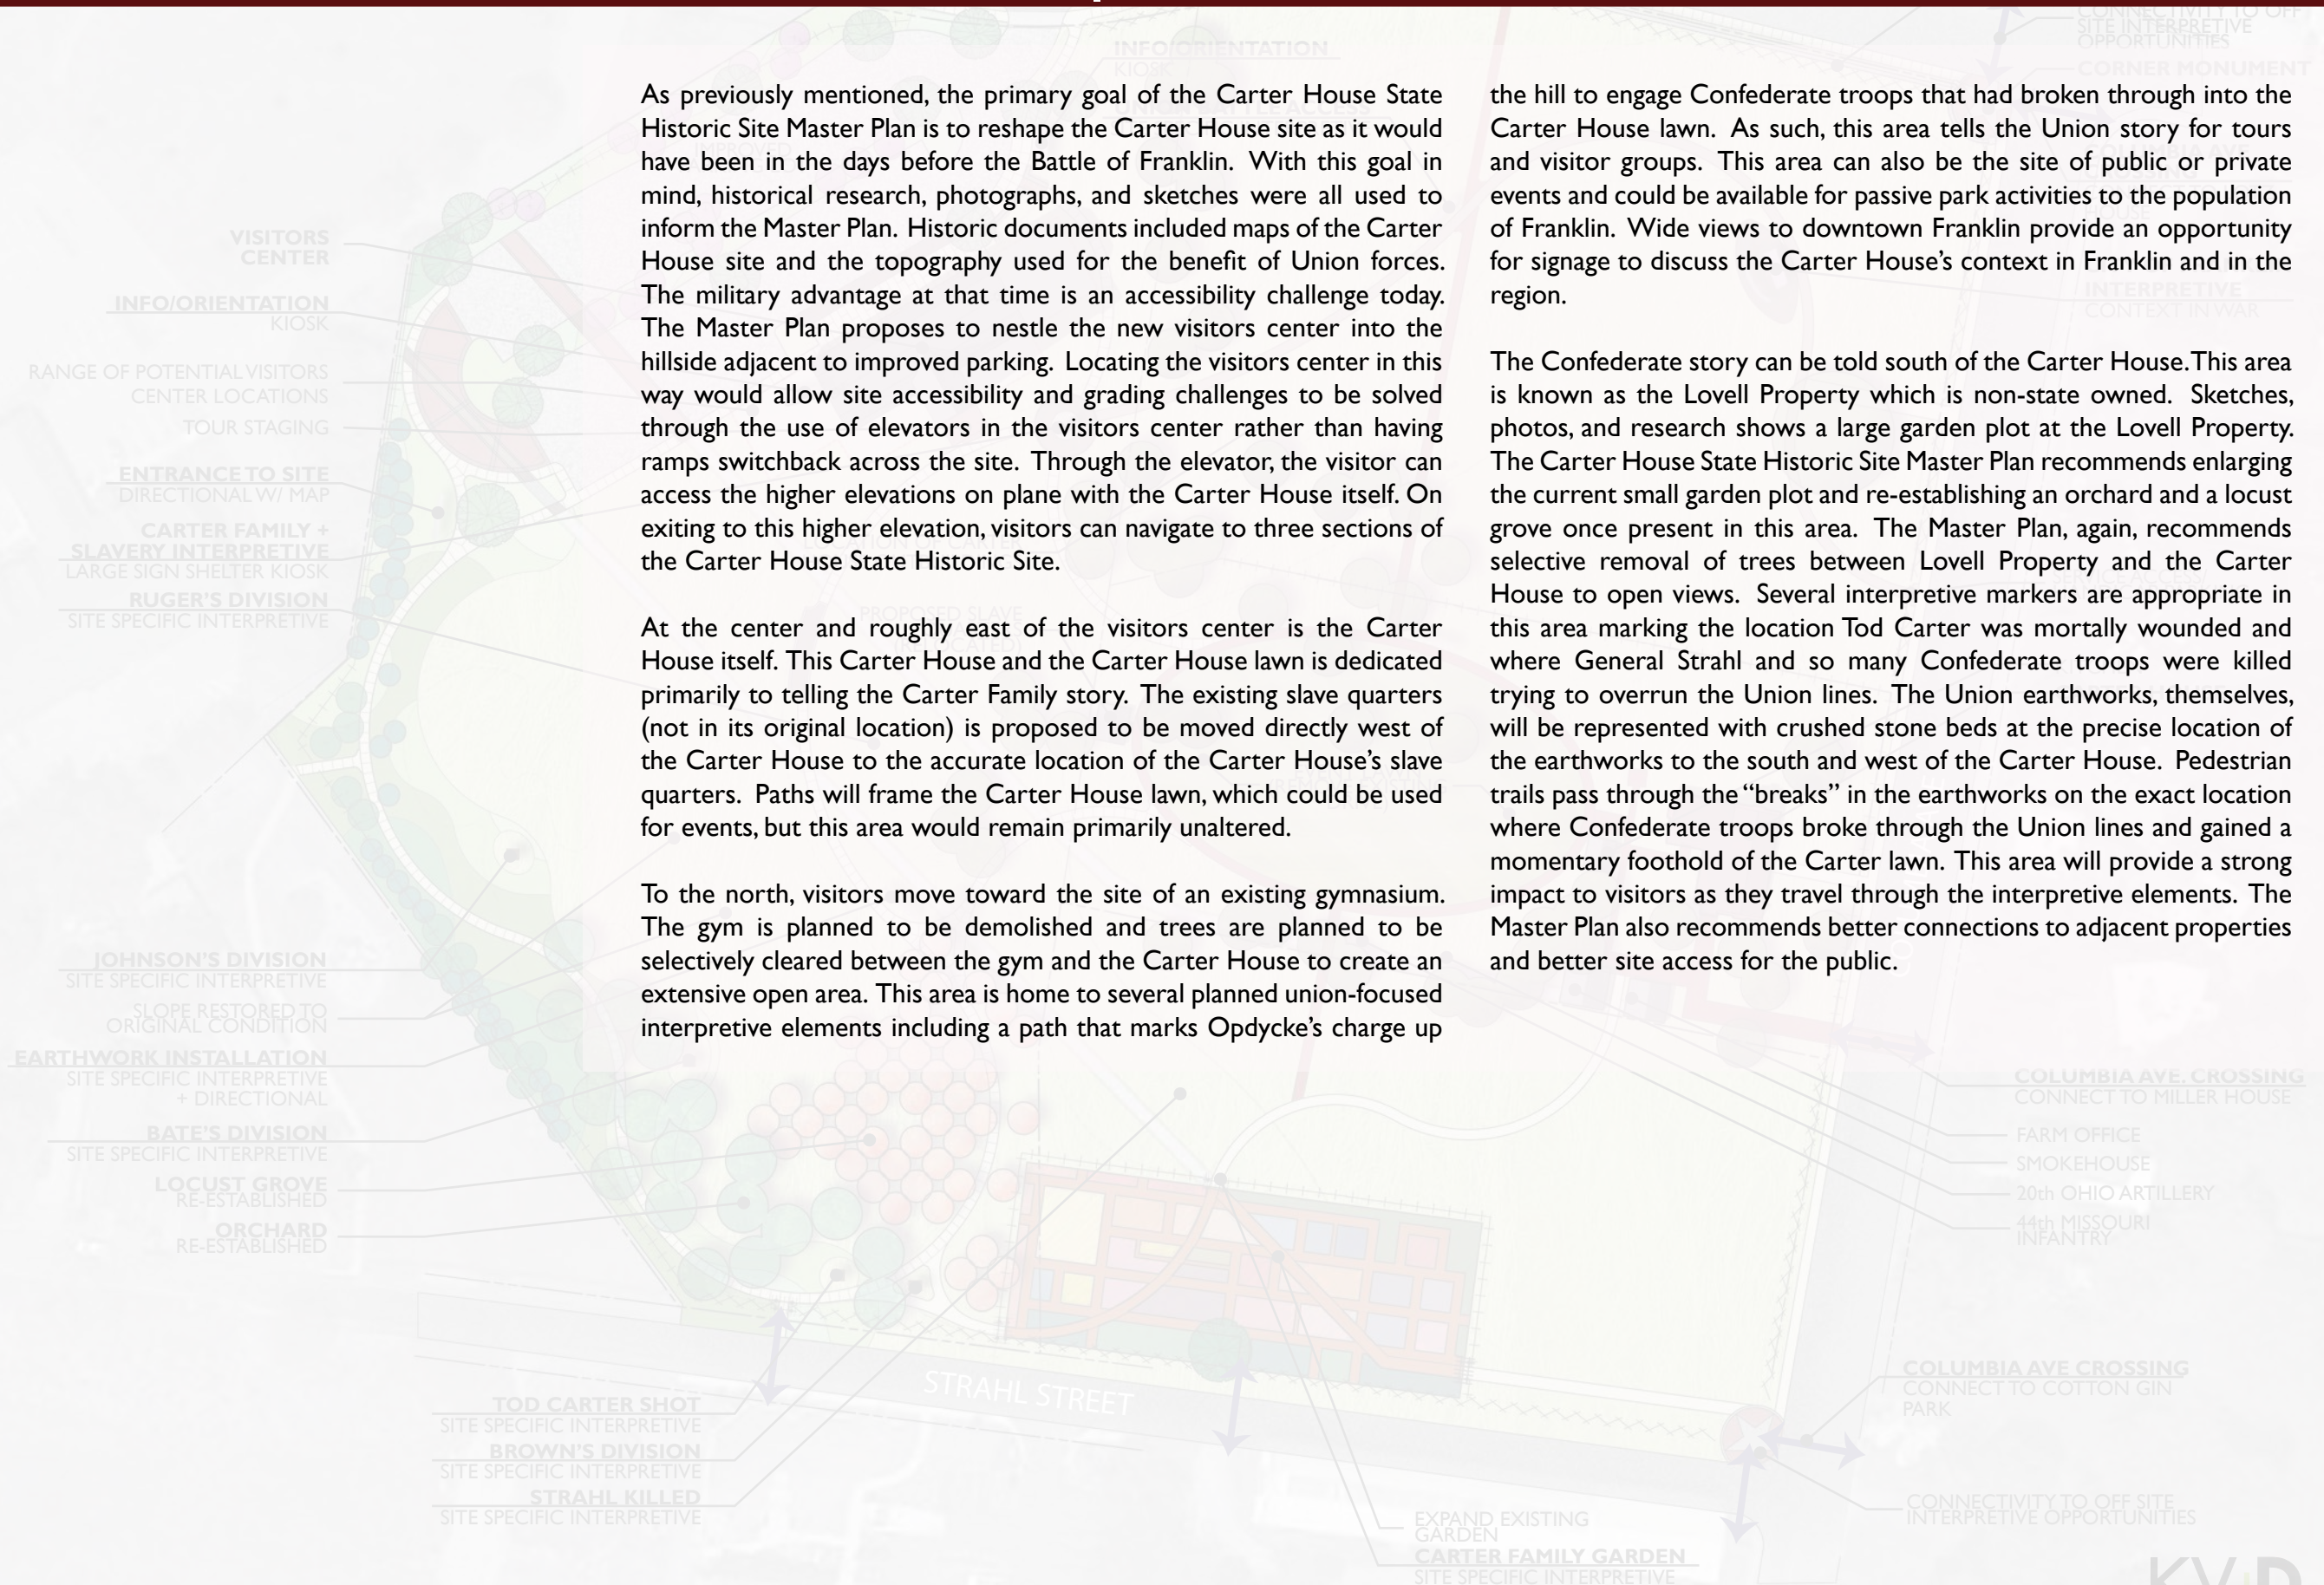 As previously mentioned, the primary goal of the Carter House State
Historic Site Master Plan is to reshape the Carter House site as it would
have been in the days before the Battle of Franklin. With this goal in
mind, historical research, photographs, and sketches were all used to
inform the Master Plan. Historic documents included maps of the Carter
House site and the topography used for the benefit of Union forces.
The military advantage at that time is an accessibility challenge today.
The Master Plan proposes to nestle the new visitors center into the
hillside adjacent to improved parking. Locating the visitors center in this
way would allow site accessibility and grading challenges to be solved
through the use of elevators in the visitors center rather than having
ramps switchback across the site. Through the elevator, the visitor can
access the higher elevations on plane with the Carter House itself. On
exiting to this higher elevation, visitors can navigate to three sections of
the Carter House State Historic Site.
At the center and roughly east of the visitors center is the Carter
House itself. This Carter House and the Carter House lawn is dedicated
primarily to telling the Carter Family story. The existing slave quarters
(not in its original location) is proposed to be moved directly west of
the Carter House to the accurate location of the Carter House's slave
quarters. Paths will frame the Carter House lawn, which could be used
for events, but this area would remain primarily unaltered.
To the north, visitors move toward the site of an existing gymnasium.
The gym is planned to be demolished and trees are planned to be
selectively cleared between the gym and the Carter House to create an
extensive open area. This area is home to several planned union-focused
interpretive elements including a path that marks Opdycke's charge up
the hill to engage Confederate troops that had broken through into the
Carter House lawn. As such, this area tells the Union story for tours
and visitor groups. This area can also be the site of public or private
events and could be available for passive park activities to the population
of Franklin. Wide views to downtown Franklin provide an opportunity
for signage to discuss the Carter House's context in Franklin and in the
region.
The Confederate story can be told south of the Carter House. This area
is known as the Lovell Property which is non-state owned. Sketches,
photos, and research shows a large garden plot at the Lovell Property.
The Carter House State Historic Site Master Plan recommends enlarging
the current small garden plot and re-establishing an orchard and a locust
grove once present in this area. The Master Plan, again, recommends
selective removal of trees between Lovell Property and the Carter
House to open views. Several interpretive markers are appropriate in
this area marking the location Tod Carter was mortally wounded and
where General Strahl and so many Confederate troops were killed
trying to overrun the Union lines. The Union earthworks, themselves,
will be represented with crushed stone beds at the precise location of
the earthworks to the south and west of the Carter House. Pedestrian
trails pass through the "breaks" in the earthworks on the exact location
where Confederate troops broke through the Union lines and gained a
momentary foothold of the Carter lawn. This area will provide a strong
impact to visitors as they travel through the interpretive elements. The
Master Plan also recommends better connections to adjacent properties
and better site access for the public.
VISITORS
CENTER
INFO/ORIENTATION
KIOSK
RANGE OF POTENTIAL VISITORS
CENTER LOCATIONS
TOUR STAGING
ENTRANCE TO SITE
DIRECTIONAL W/ MAP
CARTER FAMILY +
SLAVERY INTERPRETIVE
LARGE SIGN SHELTER KIOSK
RUGER'S DIVISION
SITE SPECIFIC INTERPRETIVE
JOHNSON'S DIVISION
SITE SPECIFIC INTERPRETIVE
SLOPE RESTORED TO
ORIGINAL CONDITION
EARTHWORK INSTALLATION
SITE SPECIFIC INTERPRETIVE
+ DIRECTIONAL
BATE'S DIVISION
SITE SPECIFIC INTERPRETIVE
LOCUST GROVE
RE-ESTABLISHED
ORCHARD
RE-ESTABLISHED
TOD CARTER SHOT
SITE SPECIFIC INTERPRETIVE
BROWN'S DIVISION
SITE SPECIFIC INTERPRETIVE
STRAHL KILLED
SITE SPECIFIC INTERPRETIVE
STRAHL STREET
INFO/ORIENTATION
KIOSK
CONNECTIVITY TO OFF
SITE INTERPRETIVE
OPPORTUNITIES
CORNER MONUMENT
INTERPRETIVE
CONTEXT IN WAR
PROPOSED SLAVE
COLUMBIA AVE. CROSSING
CONNECT TO MILLER HOUSE
FARM OFFICE
SMOKEHOUSE
20th OHIO ARTILLERY
44th MISSOURI
INFANTRY
COLUMBIA AVE CROSSING
CONNECT TO COTTON GIN
PARK
CONNECTIVITY TO OFF SITE
INTERPRETIVE OPPORTUNITIES
EXPAND EXISTING
GARDEN
CARTER FAMILY GARDEN
SITE SPECIFIC INTERPRETIVE